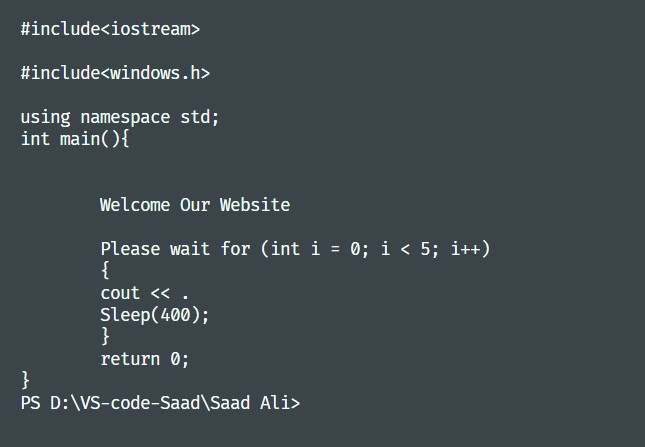 #include<iostream>
#include<windows.h>
using namespace std;
int main(){
Welcome Our Website
Please wait for (int i = 0; i < 5; i++)
{
cout << .
Sleep(400);
}
return 0;
}
PS D:\VS-code-Saad\Saad Ali>